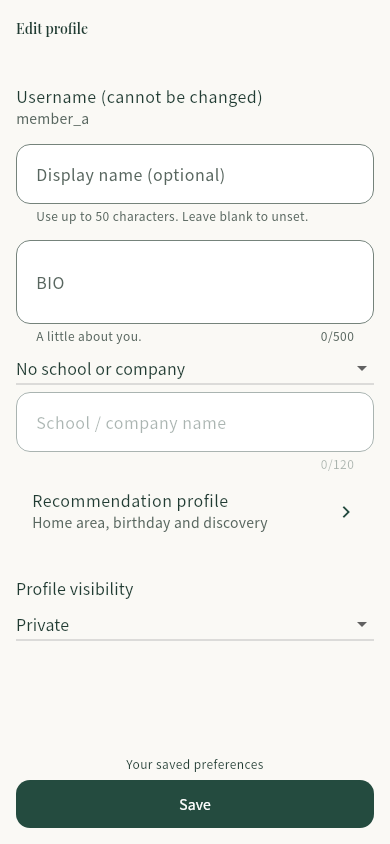 Edit profile
Username (cannot be changed)
member_a
Display name (optional)
Use up to 50 characters. Leave blank to unset.
BIO
A little about you.
0/500
No school or company
School / company name
0/120
Recommendation profile
Home area, birthday and discovery
Profile visibility
Private
Your saved preferences
Save